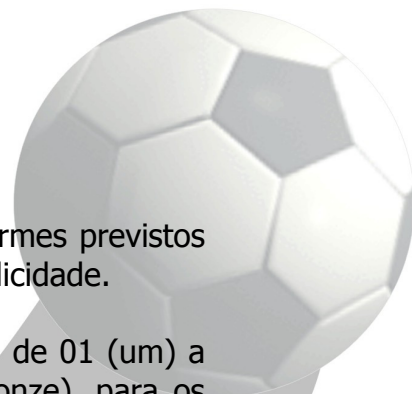 rmes previstos
licidade.
de 01 (um) a
onze), para os